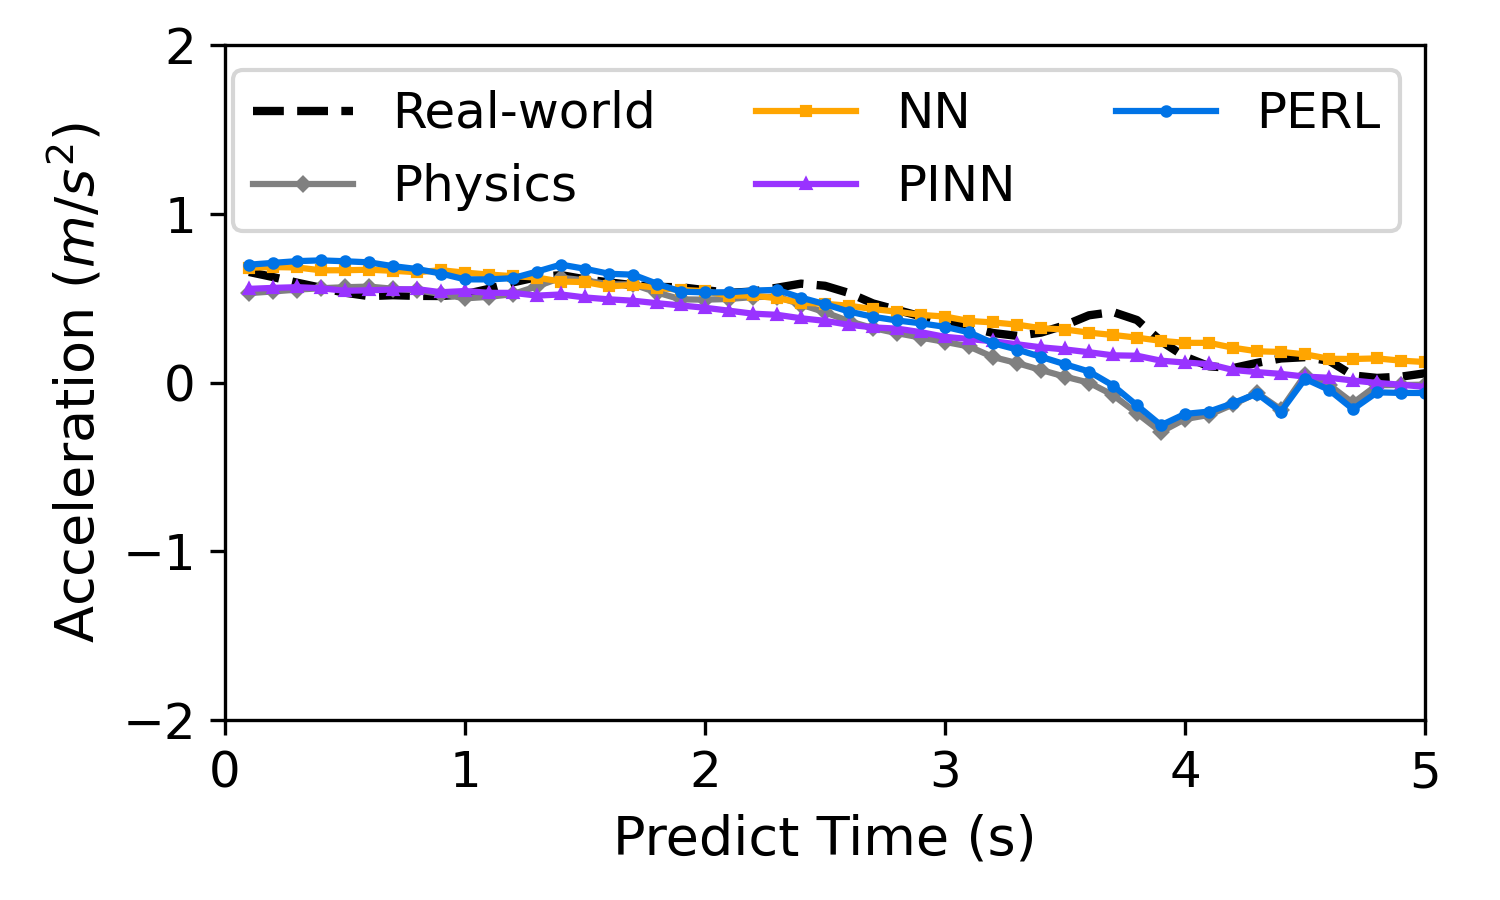 2
1
0
−1
−2
Acceleration (m/s²)
Real-world
Physics
NN
PINN
PERL
0 1 2 3 4 5
Predict Time (s)